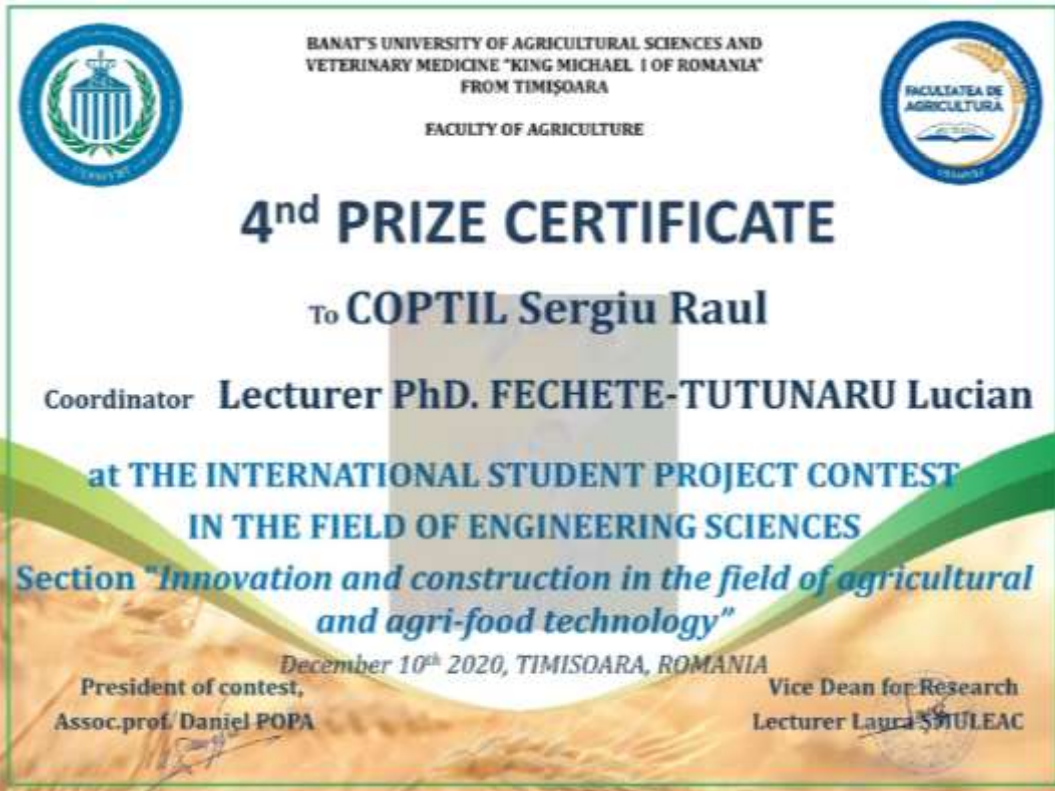 BANAT'S UNIVERSITY OF AGRICULTURAL SCIENCES AND
VETERINARY MEDICINE "KING MICHAEL I OF ROMANIA"
FROM TIMIȘOARA
FACULTY OF AGRICULTURE
FACULTATEA DE
AGRICULTURĂ
4nd PRIZE CERTIFICATE
To COPTIL Sergiu Raul
Coordinator Lecturer PhD. FECHETE-TUTUNARU Lucian
at THE INTERNATIONAL STUDENT PROJECT CONTEST
IN THE FIELD OF ENGINEERING SCIENCES
Section "Innovation and construction in the field of agricultural
and agri-food technology"
December 10th 2020, TIMISOARA, ROMANIA
President of contest,
Assoc.prof. Daniel POPA
Vice Dean for Research
Lecturer Laura ȘMULEAC